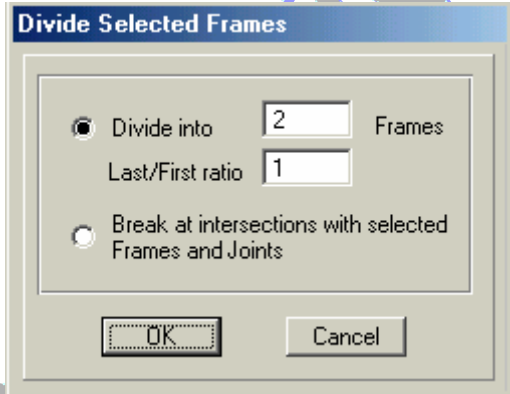 Divide Selected Frames
Divide into 2 Frames
Last/First ratio 1
Break at intersections with selected
Frames and Joints
OK Cancel